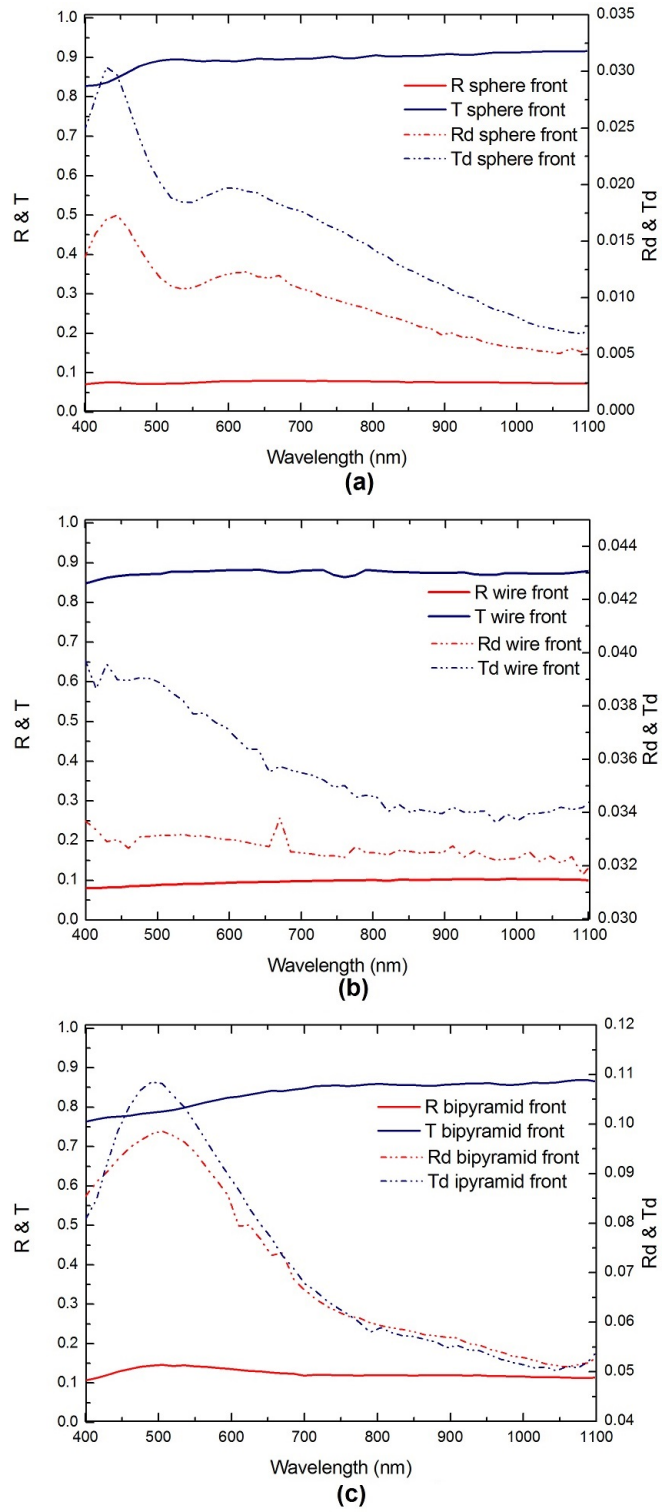 1.0
0.9
0.8
0.7
0.6
0.5
0.4
0.3
0.2
0.1
0.0
R & T
0.035
0.030
0.025
0.020
0.015
0.010
0.005
0.000
Rd & Td
R sphere front
T sphere front
Rd sphere front
Td sphere front
400 500 600 700 800 900 1000 1100
Wavelength (nm)
(a)
1.0
0.9
0.8
0.7
0.6
0.5
0.4
0.3
0.2
0.1
0.0
R & T
0.044
0.042
0.040
0.038
0.036
0.034
0.032
0.030
Rd & Td
R wire front
T wire front
Rd wire front
Td wire front
400 500 600 700 800 900 1000 1100
Wavelength (nm)
(b)
1.0
0.9
0.8
0.7
0.6
0.5
0.4
0.3
0.2
0.1
0.0
R & T
0.12
0.11
0.10
0.09
0.08
0.07
0.06
0.05
0.04
Rd & Td
R bipyramid front
T bipyramid front
Rd bipyramid front
Td ipyramid front
400 500 600 700 800 900 1000 1100
Wavelength (nm)
(c)